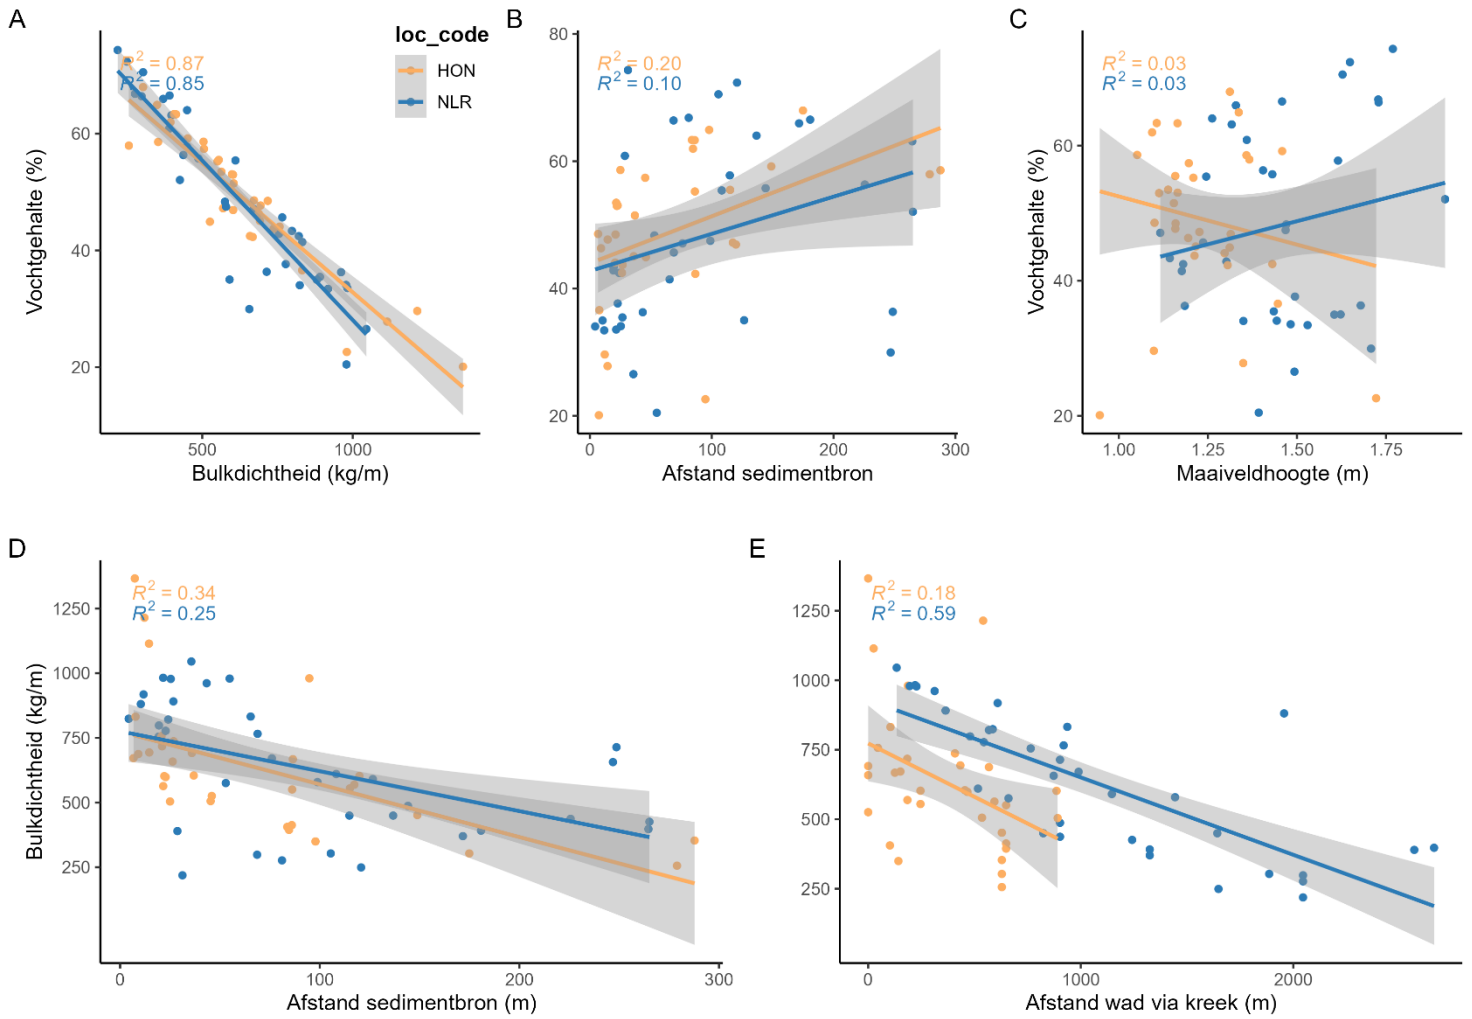 A
B
C
loc_code
HON
NLR
R² = 0.87
R² = 0.85
R² = 0.20
R² = 0.10
R² = 0.03
R² = 0.03
Vochtgehalte (%)
60
40
20
500
1000
Bulkdichtheid (kg/m)
Vochtgehalte (%)
80
60
40
20
0
100
200
300
Afstand sedimentbron
Vochtgehalte (%)
60
40
20
1.00
1.25
1.50
1.75
Maaiveldhoogte (m)
D
E
R² = 0.34
R² = 0.25
R² = 0.18
R² = 0.59
Bulkdichtheid (kg/m)
1250
1000
750
500
250
0
100
200
300
Afstand sedimentbron (m)
1250
1000
750
500
250
0
1000
2000
Afstand wad via kreek (m)